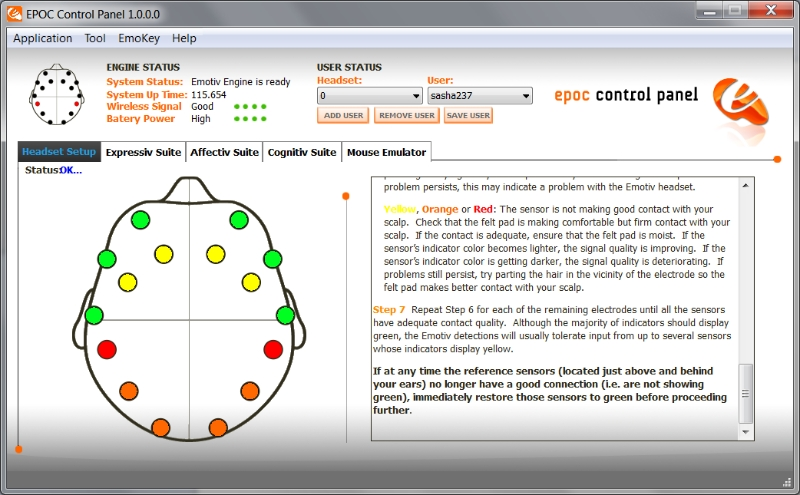 EPOC Control Panel 1.0.0.0
Application Tool EmoKey Help
ENGINE STATUS
System Status: Emotiv Engine is ready
System Up Time: 115.654
Wireless Signal Good
Batery Power High
USER STATUS
Headset: User:
0 sasha237
ADD USER REMOVE USER SAVE USER
epoc control panel
Headset Setup Expressiv Suite Affectiv Suite Cognitiv Suite Mouse Emulator
Status:OK...
problem persists, this may indicate a problem with the Emotiv headset.
Yellow, Orange or Red: The sensor is not making good contact with your
scalp. Check that the felt pad is making comfortable but firm contact with your
scalp. If the contact is adequate, ensure that the felt pad is moist. If the
sensor's indicator color becomes lighter, the signal quality is improving. If the
sensor's indicator color is getting darker, the signal quality is deteriorating. If
problems still persist, try parting the hair in the vicinity of the electrode so the
felt pad makes better contact with your scalp.
Step 7 Repeat Step 6 for each of the remaining electrodes until all the sensors
have adequate contact quality. Although the majority of indicators should display
green, the Emotiv detections will usually tolerate input from up to several sensors
whose indicators display yellow.
If at any time the reference sensors (located just above and behind
your ears) no longer have a good connection (i.e. are not showing
green), immediately restore those sensors to green before proceeding
further.